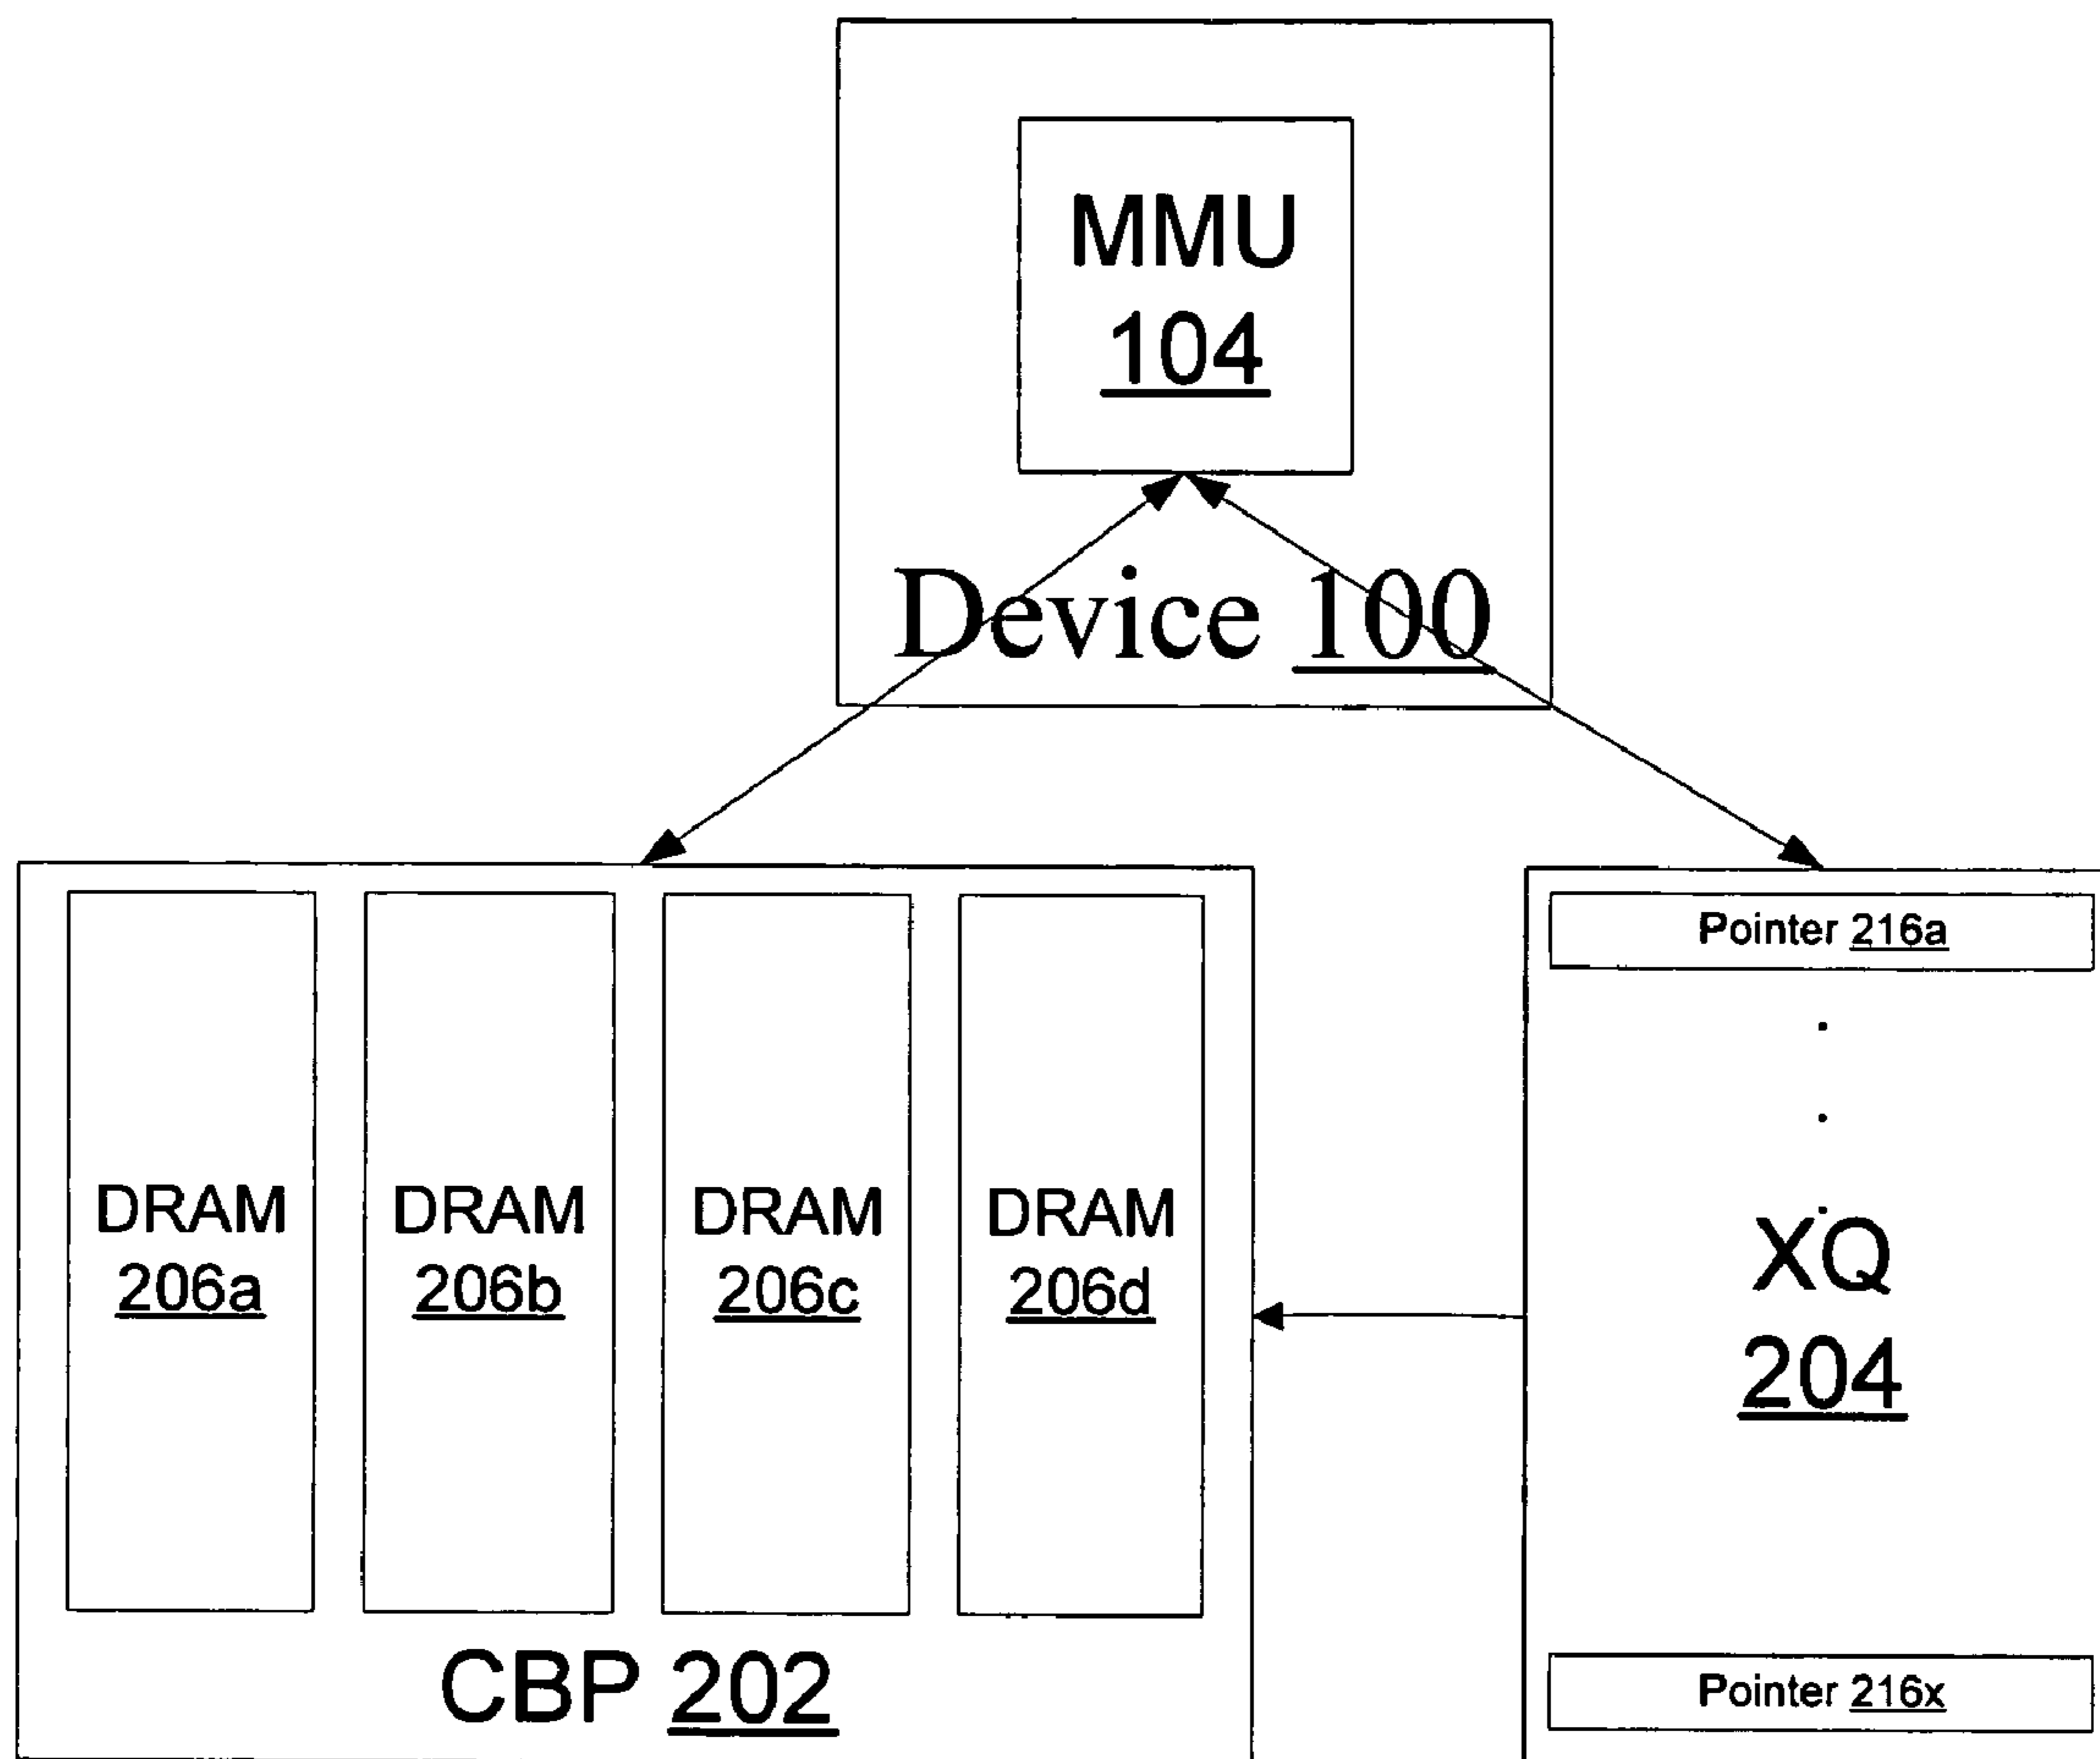 MMU
104
Device 100
Pointer 216a
.
.
.
DRAM
206a
DRAM
206b
DRAM
206c
DRAM
206d
XQ
204
Pointer 216x
CBP 202